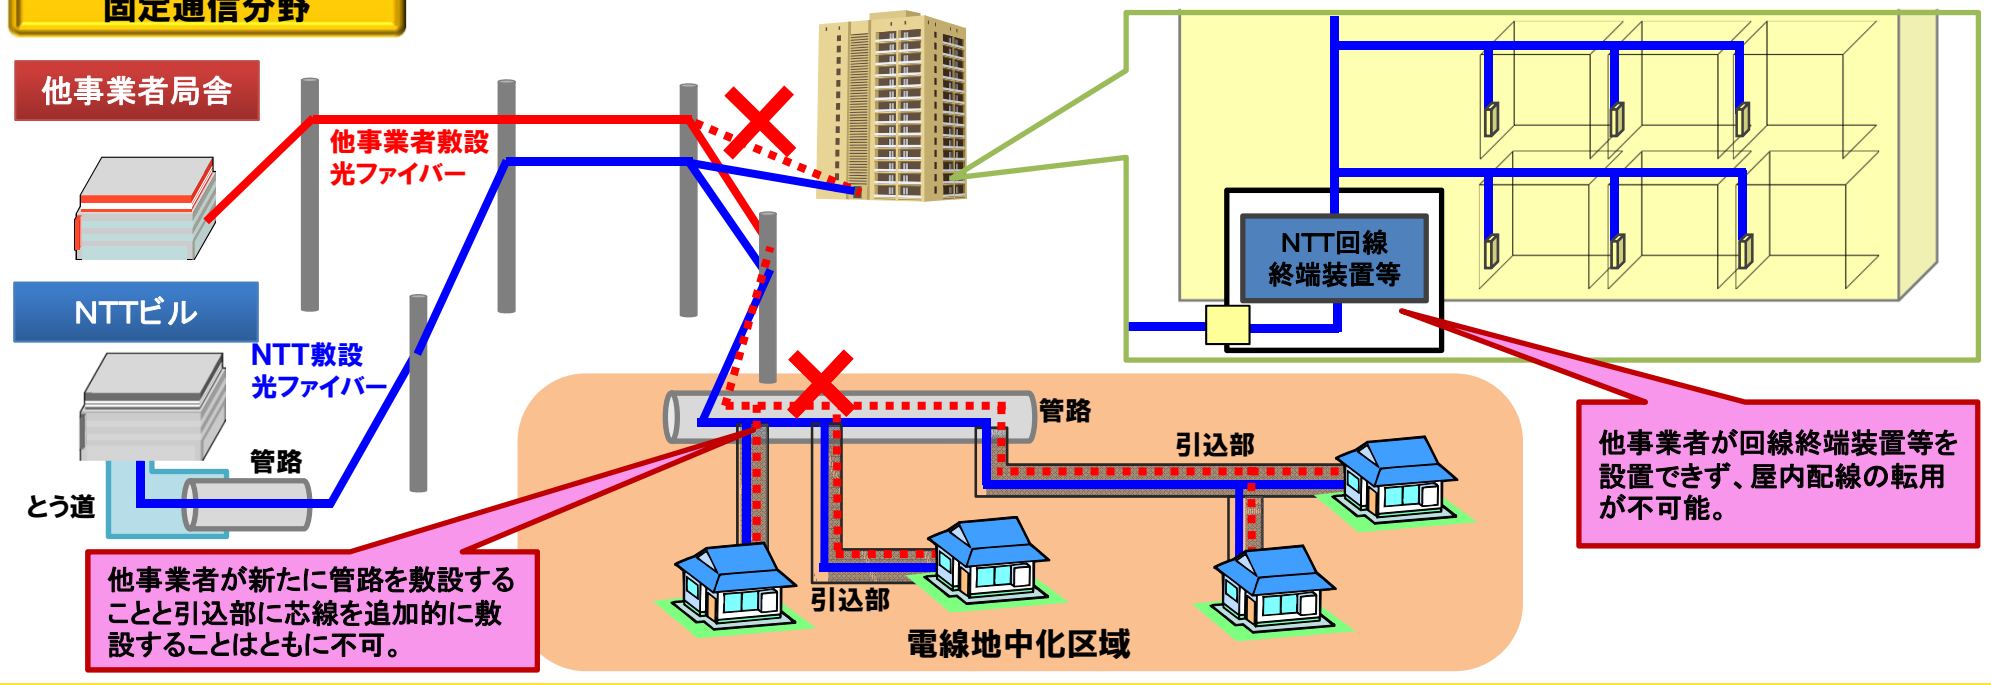 固定通信分野
他事業者局舎
他事業者敷設
光ファイバー
NTT回線
終端装置等
NTTビル
NTT敷設
光ファイバー
管路
とう道
管路
引込部
引込部
電線地中化区域
他事業者が新たに管路を敷設する
ことと引込部に芯線を追加的に敷
設することはともに不可。
他事業者が回線終端装置等を
設置できず、屋内配線の転用
が不可能。